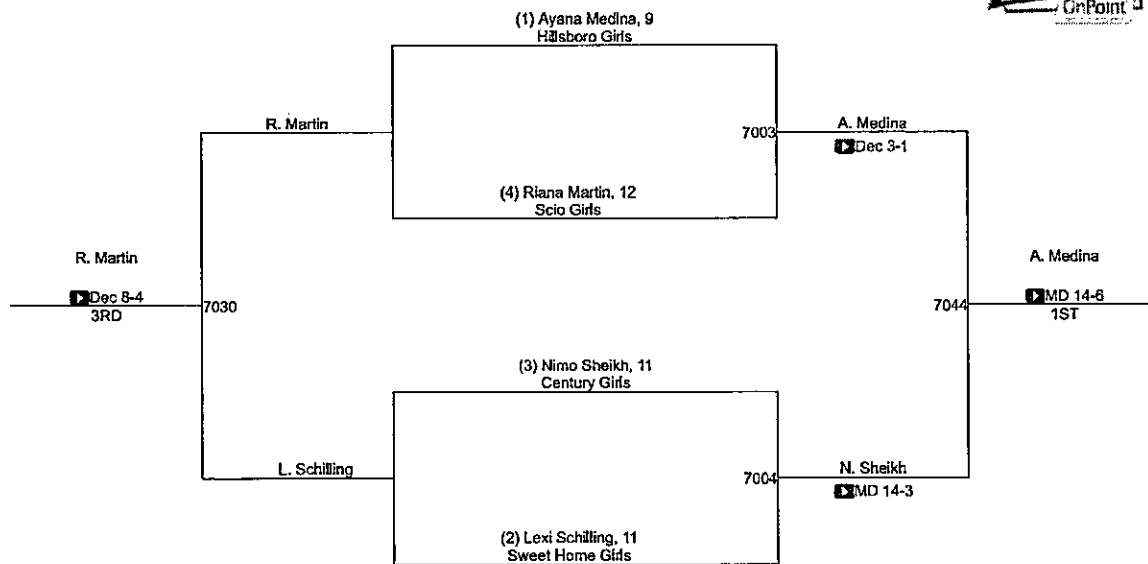 OnPoint
(1) Ayana Medina, 9
Hillsboro Girls
R. Martin
7003
A. Medina
Dec 3-1
(4) Riana Martin, 12
Scio Girls
R. Martin
Dec 8-4
3RD
7030
A. Medina
7044
MD 14-6
1ST
(3) Nimo Sheikh, 11
Century Girls
L. Schilling
7004
N. Sheikh
MD 14-3
(2) Lexi Schilling, 11
Sweet Home Girls